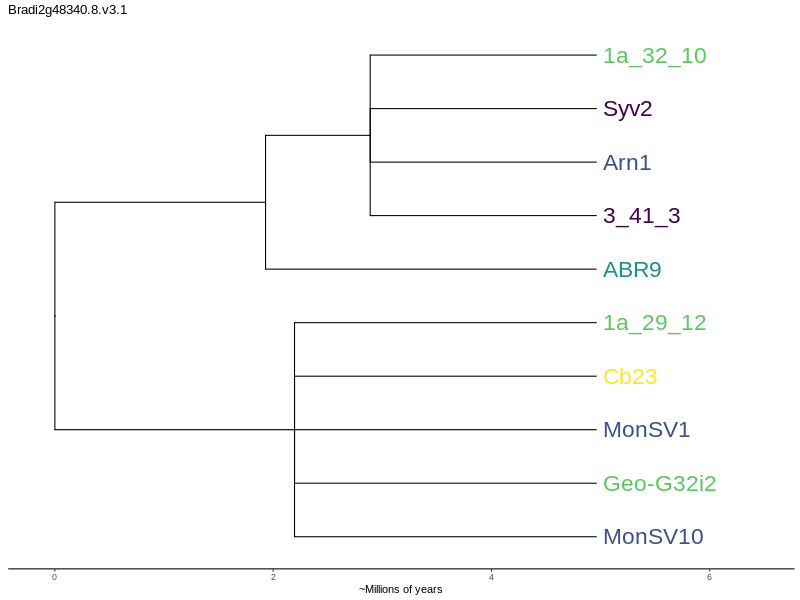 Bradi2g48340.8.v3.1
1a_32_10
Syv2
Arn1
3_41_3
ABR9
1a_29_12
Cb23
MonSV1
Geo-G32i2
MonSV10
0 2 4 6
~Millions of years